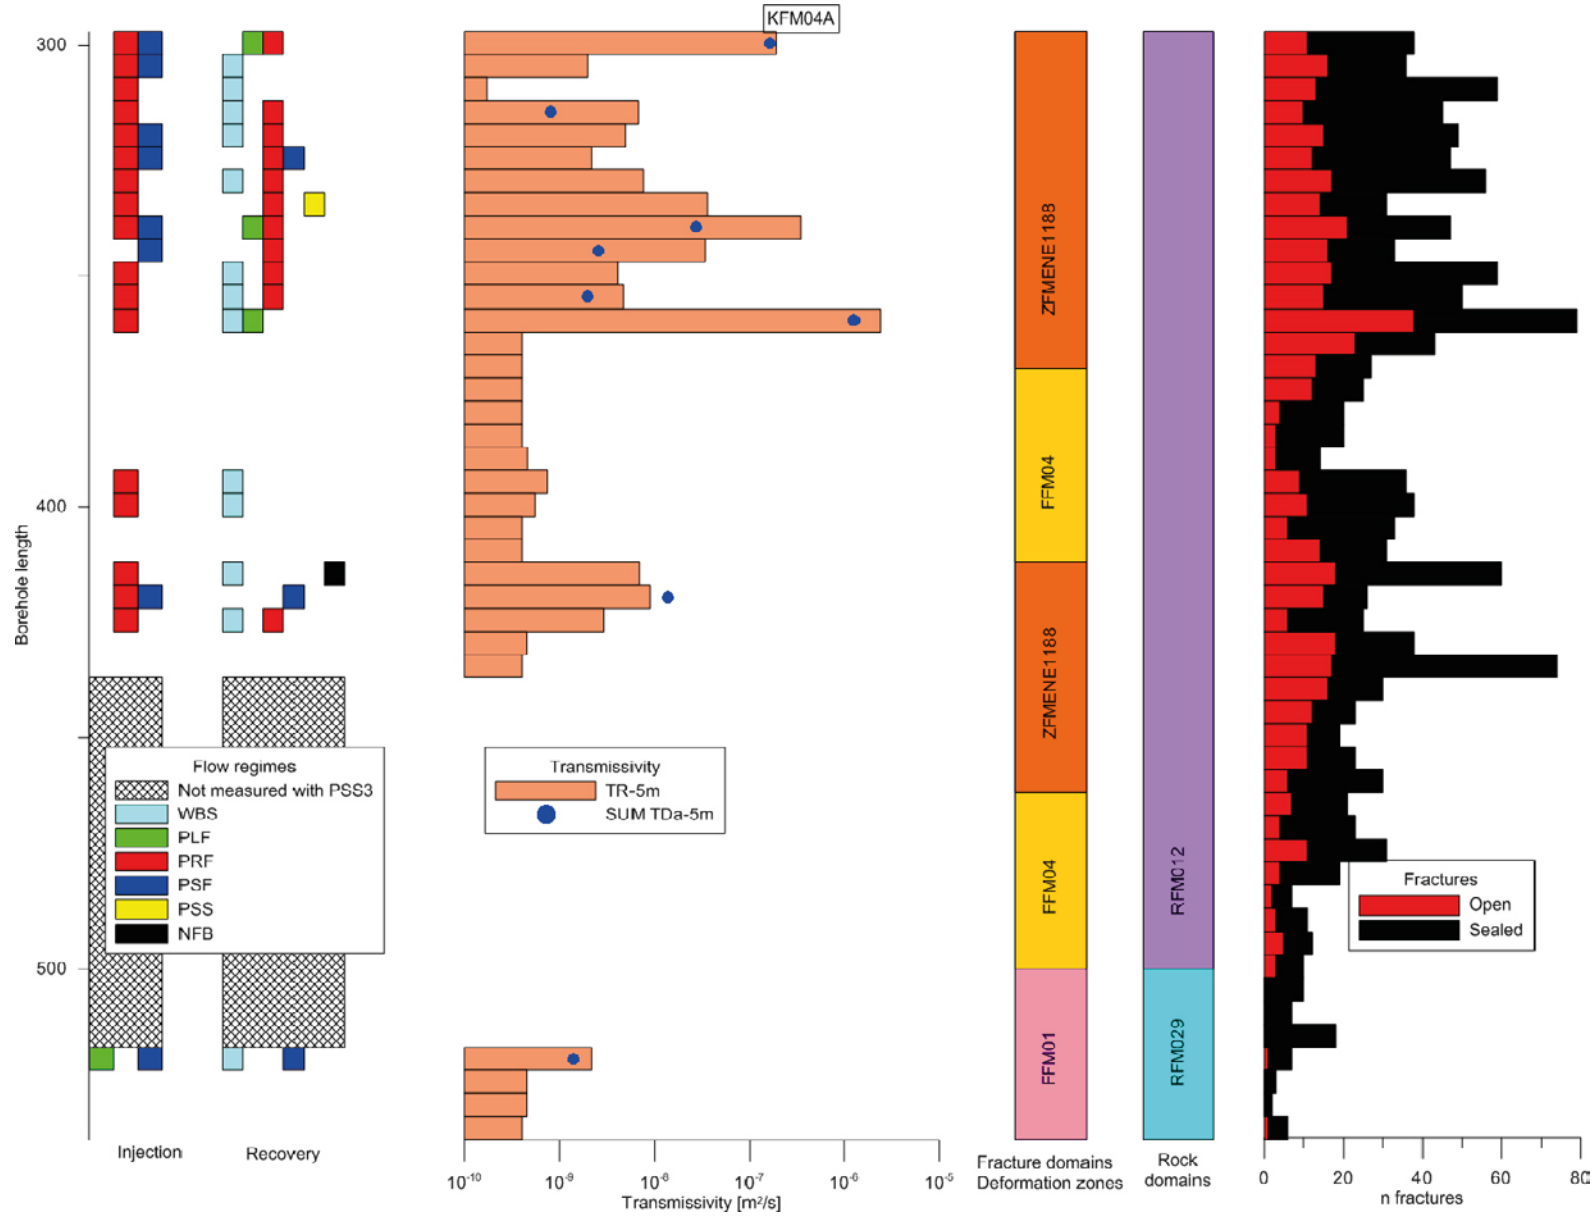 KFM04A
300
400
500
Borehole length
Flow regimes
Not measured with PSS3
WBS
PLF
PRF
PSF
PSS
NFB
Injection
Recovery
Transmissivity
TR-5m
SUM TDa-5m
10-10
10-9
10-8
10-7
10-6
10-5
Transmissivity [m²/s]
ZFMENE1188
FFM04
ZFMENE1188
FFM04
FFM01
Fracture domains
Deformation zones
RFM012
RFM029
Rock
domains
Fractures
Open
Sealed
0
20
40
60
80
n fractures